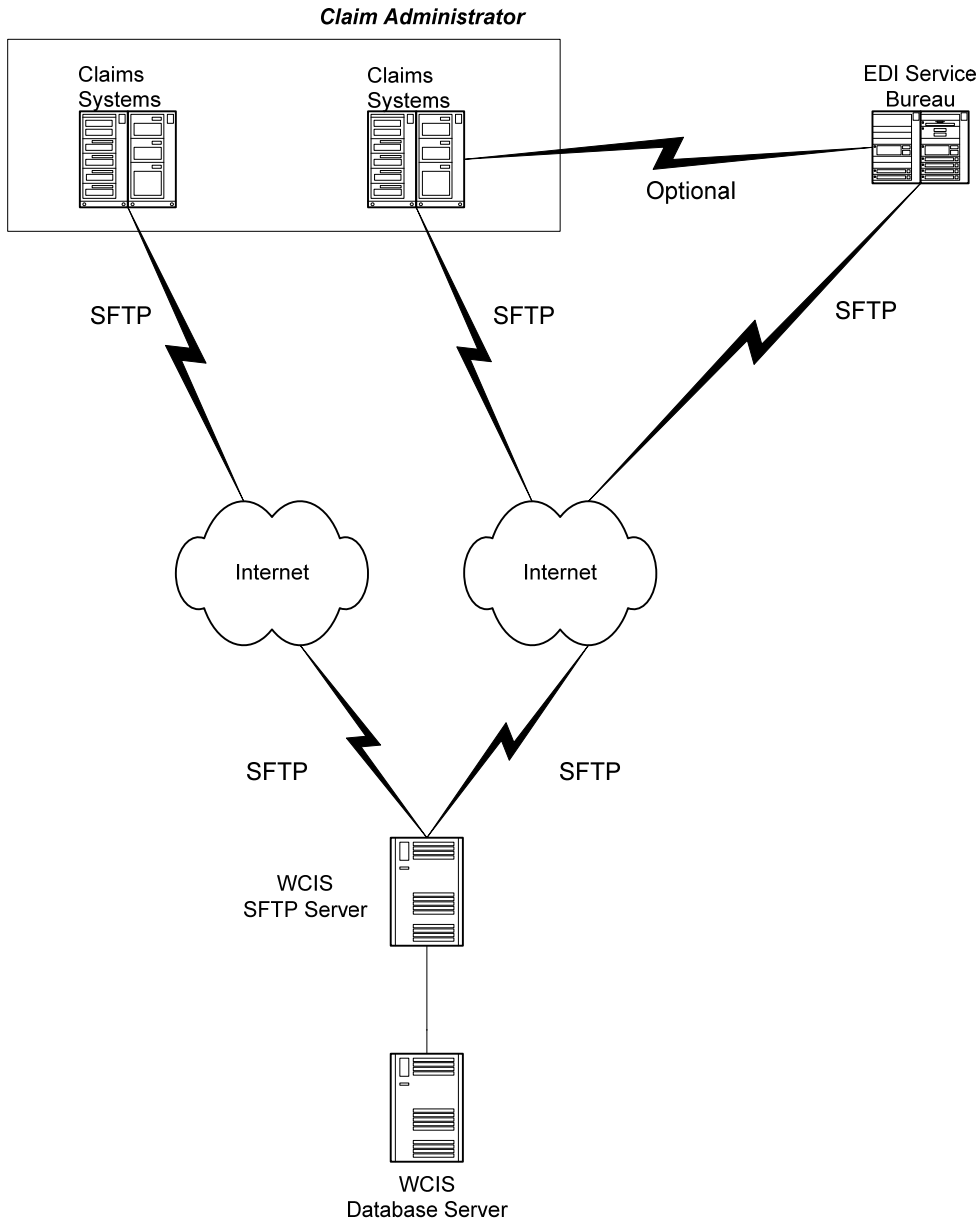 Claim Administrator
Claims
Systems
Claims
Systems
EDI Service
Bureau
Optional
SFTP
SFTP
SFTP
Internet
Internet
SFTP
SFTP
WCIS
SFTP Server
WCIS
Database Server